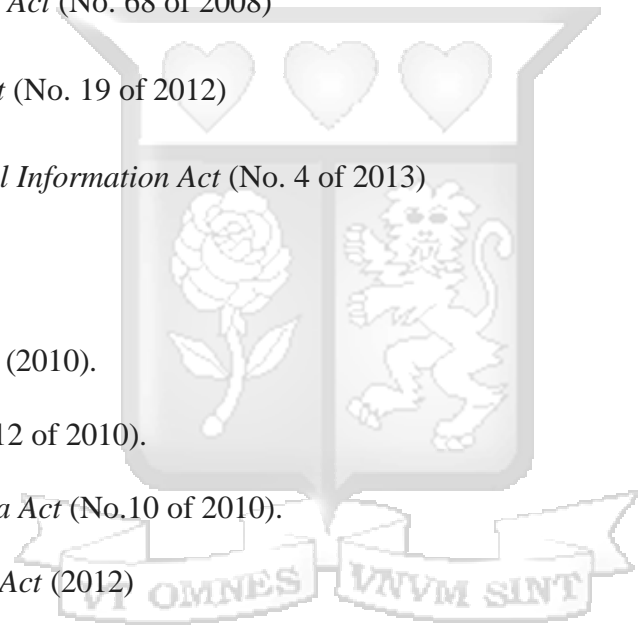 Act (No. 68 of 2008)
t (No. 19 of 2012)
l Information Act (No. 4 of 2013)
(2010).
12 of 2010).
a Act (No.10 of 2010).
Act (2012)
VT OMNES VNVM SINT